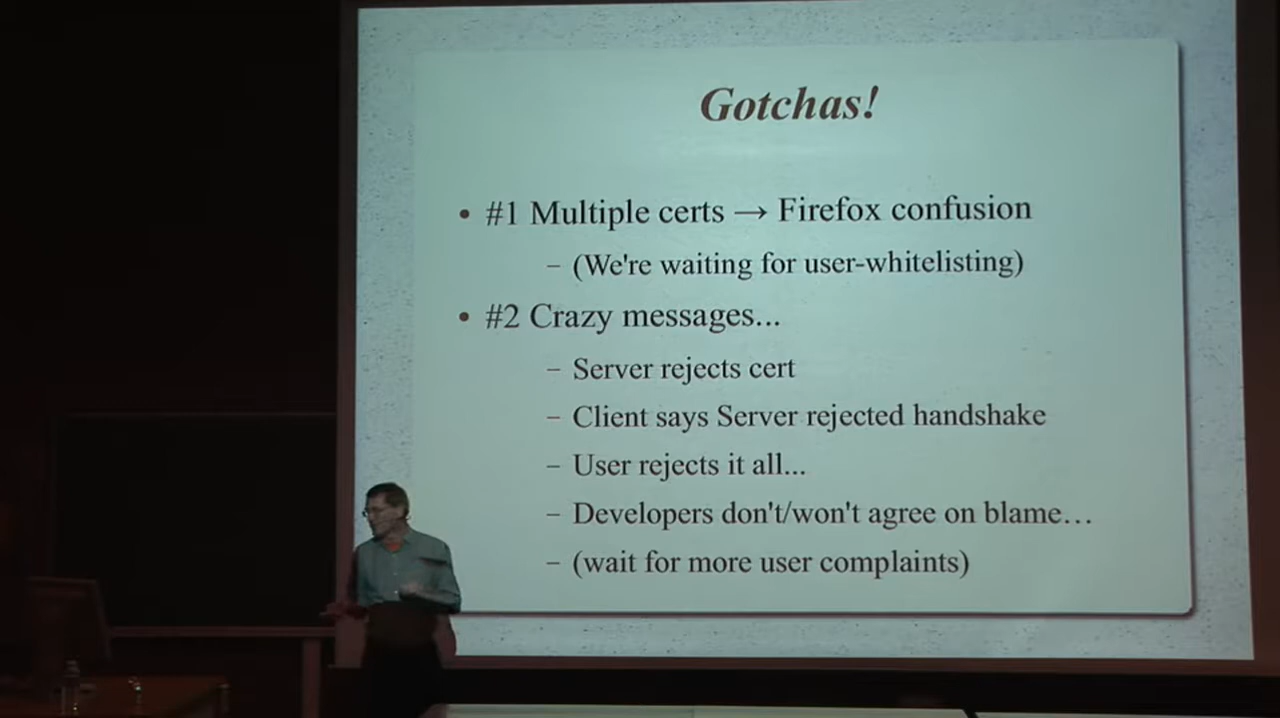 Gotchas!
• #1 Multiple certs → Firefox confusion
– (We're waiting for user-whitelisting)
• #2 Crazy messages...
– Server rejects cert
– Client says Server rejected handshake
– User rejects it all...
– Developers don't/won't agree on blame…
– (wait for more user complaints)